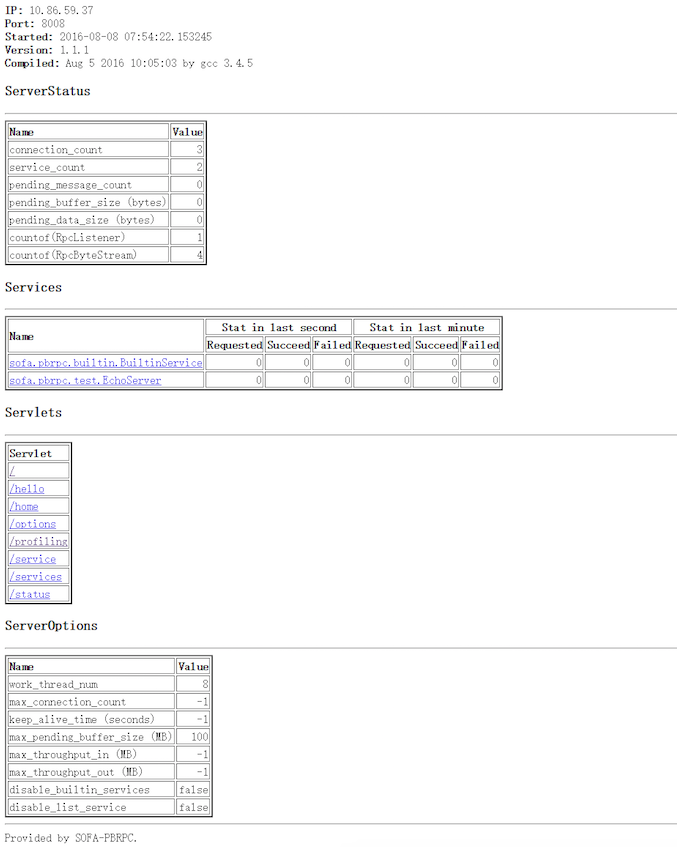 IP: 10.86.59.37
Port: 8008
Started: 2016-08-08 07:54:22.153245
Version: 1.1.1
Compiled: Aug 5 2016 10:05:03 by gcc 3.4.5
ServerStatus
Name Value
connection_count 3
service_count 2
pending_message_count 0
pending_buffer_size (bytes) 0
pending_data_size (bytes) 0
countof(RpcListener) 1
countof(RpcByteStream) 4
Services
Name Stat in last second Stat in last minute
Requested Succeed Failed Requested Succeed Failed
sofa.pbrpc.builtin.BuiltinService 0 0 0 0 0 0
sofa.pbrpc.test.EchoServer 0 0 0 0 0 0
Servlets
Servlet
/
/hello
/home
/options
/profiling
/service
/services
/status
ServerOptions
Name Value
work_thread_num 8
max_connection_count -1
keep_alive_time (seconds) -1
max_pending_buffer_size (MB) 100
max_throughput_in (MB) -1
max_throughput_out (MB) -1
disable_builtin_services false
disable_list_service false
Provided by SOFA-PBRPC.